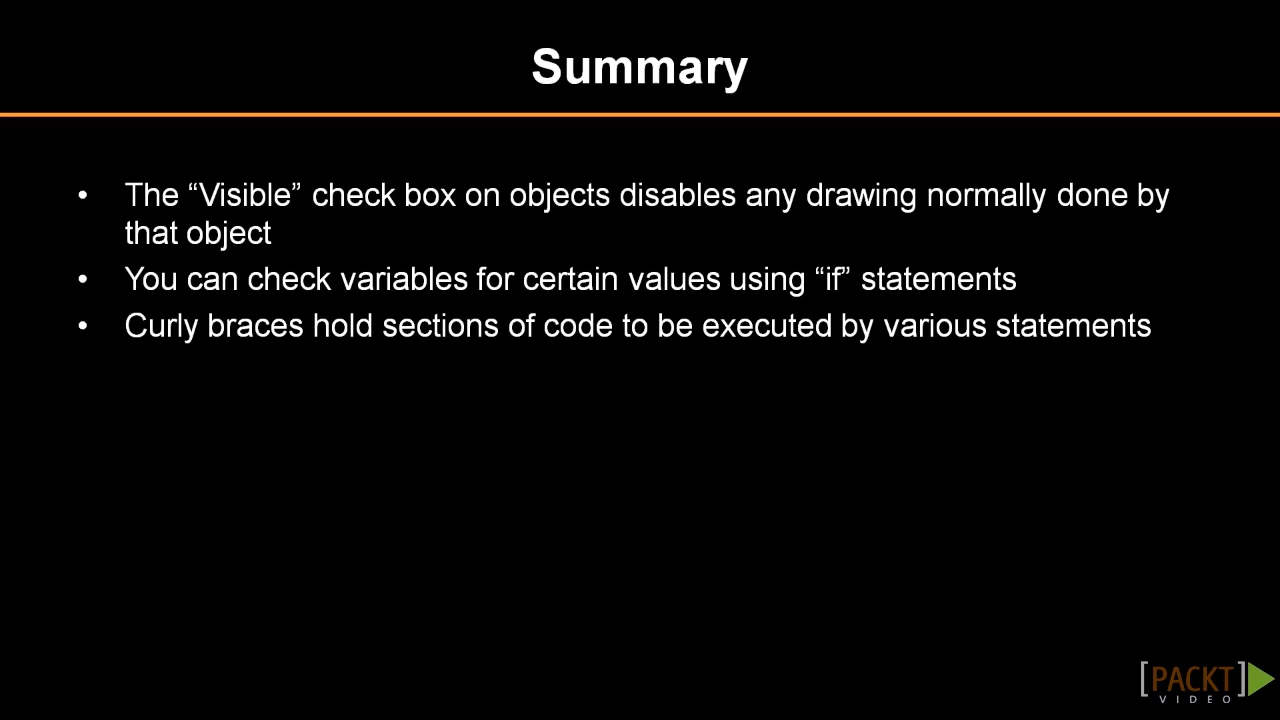 Summary
• The “Visible” check box on objects disables any drawing normally done by
that object
• You can check variables for certain values using “if” statements
• Curly braces hold sections of code to be executed by various statements
[PACKT]
VIDEO